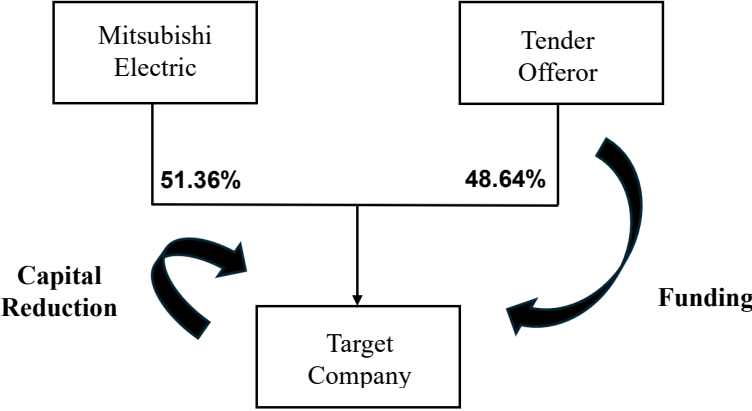 Mitsubishi
Electric
Tender
Offeror
51.36%
48.64%
Capital
Reduction
Funding
Target
Company